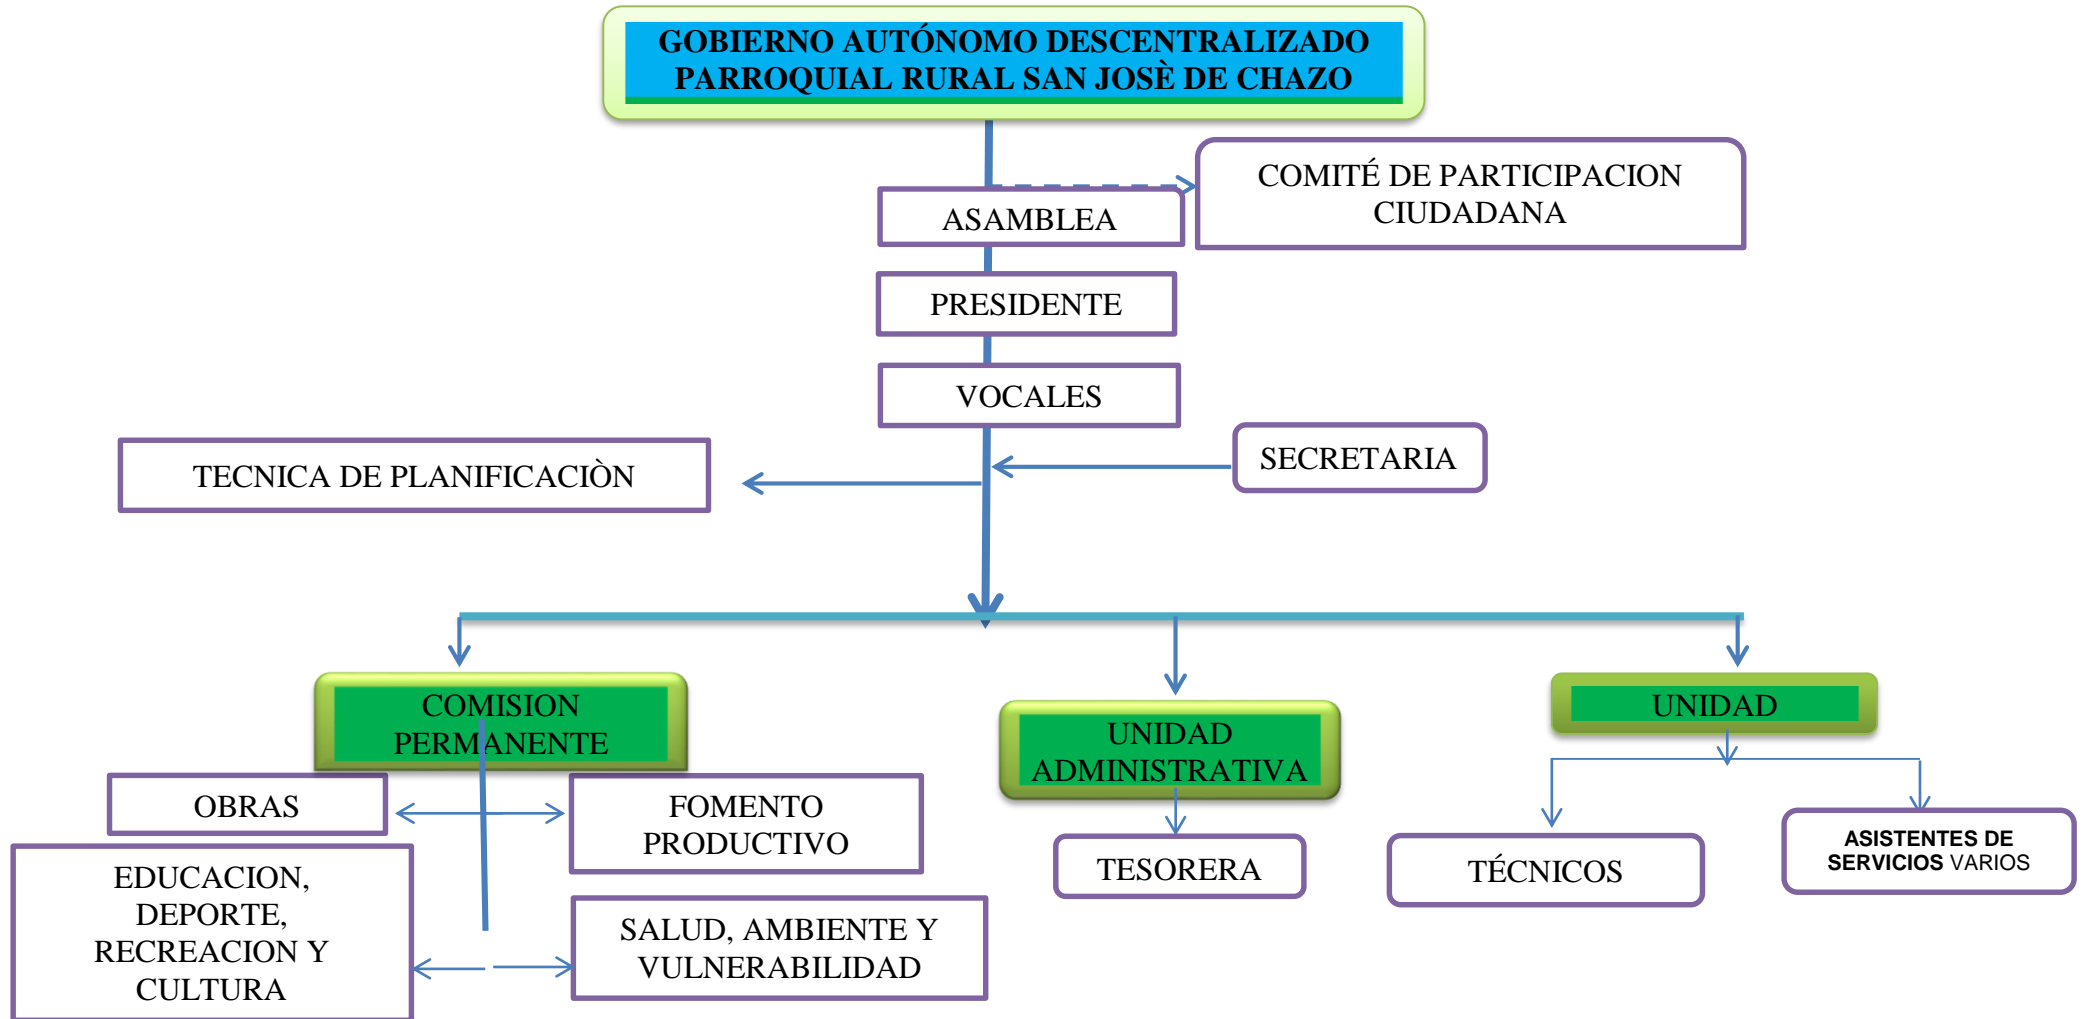 GOBIERNO AUTÓNOMO DESCENTRALIZADO
PARROQUIAL RURAL SAN JOSÈ DE CHAZO
COMITÉ DE PARTICIPACION
CIUDADANA
ASAMBLEA
PRESIDENTE
VOCALES
SECRETARIA
TECNICA DE PLANIFICACIÒN
COMISION
PERMANENTE
UNIDAD
ADMINISTRATIVA
UNIDAD
OBRAS
FOMENTO
PRODUCTIVO
EDUCACION,
DEPORTE,
RECREACION Y
CULTURA
SALUD, AMBIENTE Y
VULNERABILIDAD
TESORERA
TÉCNICOS
ASISTENTES DE
SERVICIOS VARIOS